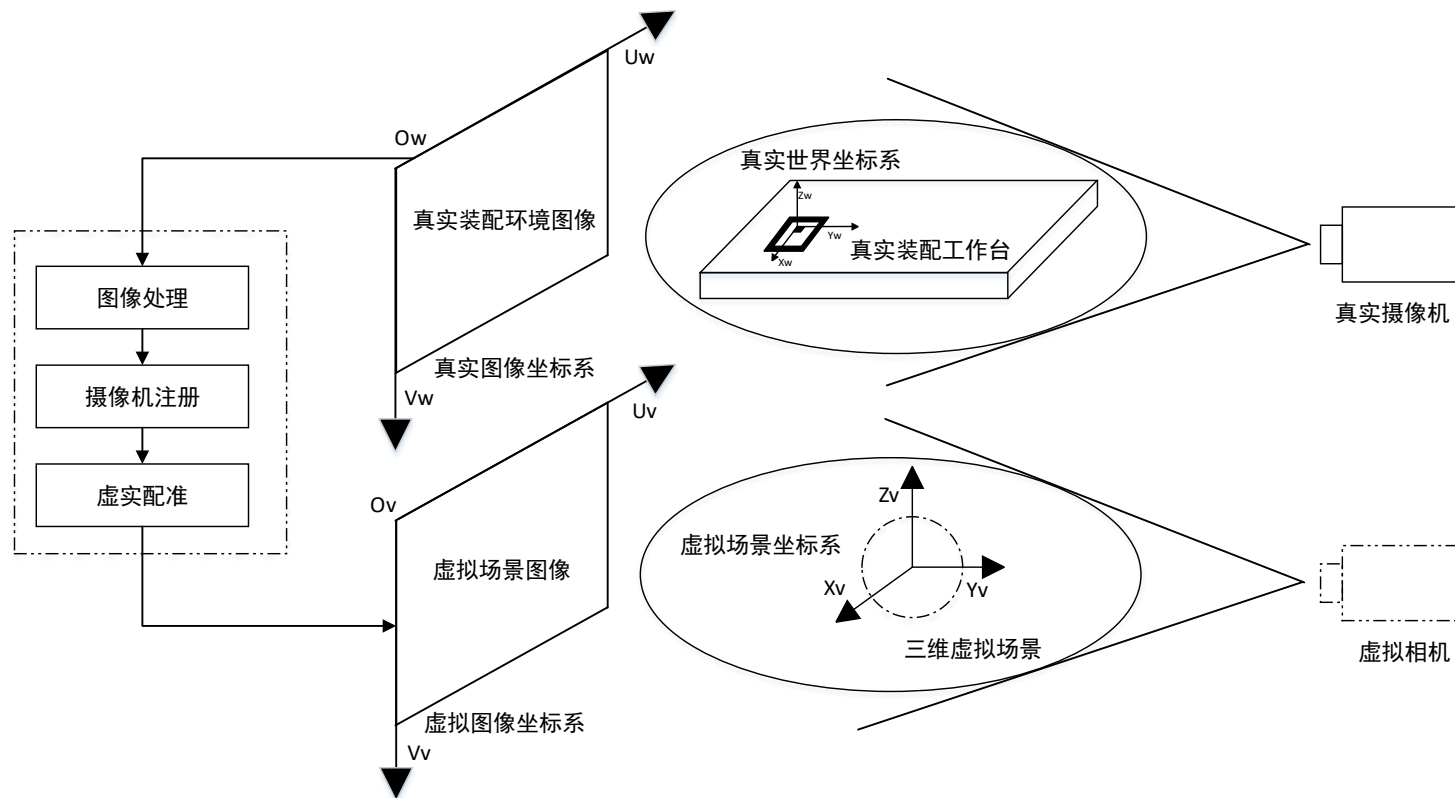 Uw
Ow
真实世界坐标系
Zw
真实装配环境图像
Yw
真实装配工作台
Xw
图像处理
真实摄像机
真实图像坐标系
摄像机注册
Vw
Uv
虚实配准
Ov
Zv
虚拟场景坐标系
虚拟场景图像
Xv
Yv
三维虚拟场景
虚拟相机
虚拟图像坐标系
Vv